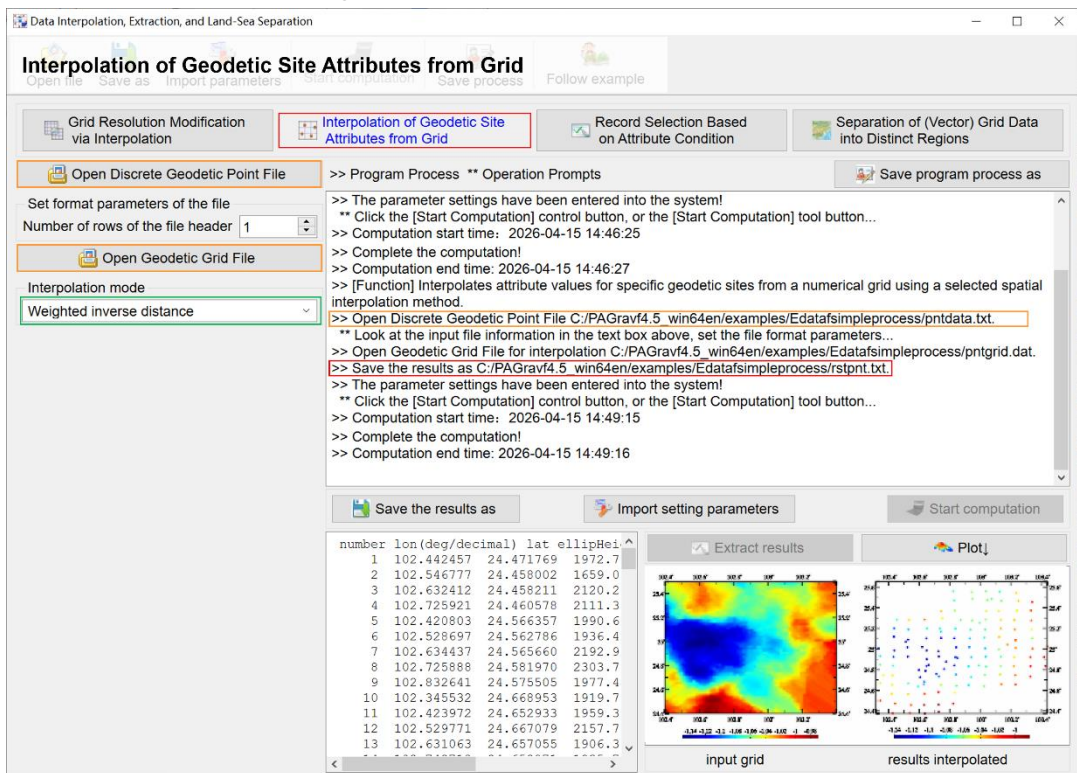 Data Interpolation, Extraction, and Land-Sea Separation
Interpolation of Geodetic Site Attributes from Grid
Open file Save as Import parameters Start computation Save process Follow example
Grid Resolution Modification
via Interpolation
Interpolation of Geodetic Site
Attributes from Grid
Record Selection Based
on Attribute Condition
Separation of (Vector) Grid Data
into Distinct Regions
Open Discrete Geodetic Point File
>> Program Process ** Operation Prompts
Save program process as
Set format parameters of the file
Number of rows of the file header 1
Open Geodetic Grid File
Interpolation mode
Weighted inverse distance
>> The parameter settings have been entered into the system!
** Click the [Start Computation] control button, or the [Start Computation] tool button...
>> Computation start time: 2026-04-15 14:46:25
>> Complete the computation!
>> Computation end time: 2026-04-15 14:46:27
>> [Function] Interpolates attribute values for specific geodetic sites from a numerical grid using a selected spatial
interpolation method.
>> Open Discrete Geodetic Point File C:/PAGravf4.5_win64en/examples/Edatafsimpleprocess/pntdata.txt.
** Look at the input file information in the text box above, set the file format parameters...
>> Open Geodetic Grid File for interpolation C:/PAGravf4.5_win64en/examples/Edatafsimpleprocess/pntgrid.dat.
>> Save the results as C:/PAGravf4.5_win64en/examples/Edatafsimpleprocess/rstpnt.txt.
>> The parameter settings have been entered into the system!
** Click the [Start Computation] control button, or the [Start Computation] tool button...
>> Computation start time: 2026-04-15 14:49:15
>> Complete the computation!
>> Computation end time: 2026-04-15 14:49:16
Save the results as
Import setting parameters
Start computation
number lon(deg/decimal) lat ellipHei
1 102.442457 24.471769 1972.7
2 102.546777 24.458002 1659.0
3 102.632412 24.458211 2120.2
4 102.725921 24.460578 2111.3
5 102.420803 24.566357 1990.6
6 102.528697 24.562786 1936.4
7 102.634437 24.565660 2192.9
8 102.725888 24.581970 2303.7
9 102.832641 24.575505 1977.4
10 102.345532 24.668953 1919.7
11 102.423972 24.652933 1959.3
12 102.529771 24.667079 2157.7
13 102.631063 24.657055 1906.3
Extract results
Plot↓
input grid
results interpolated